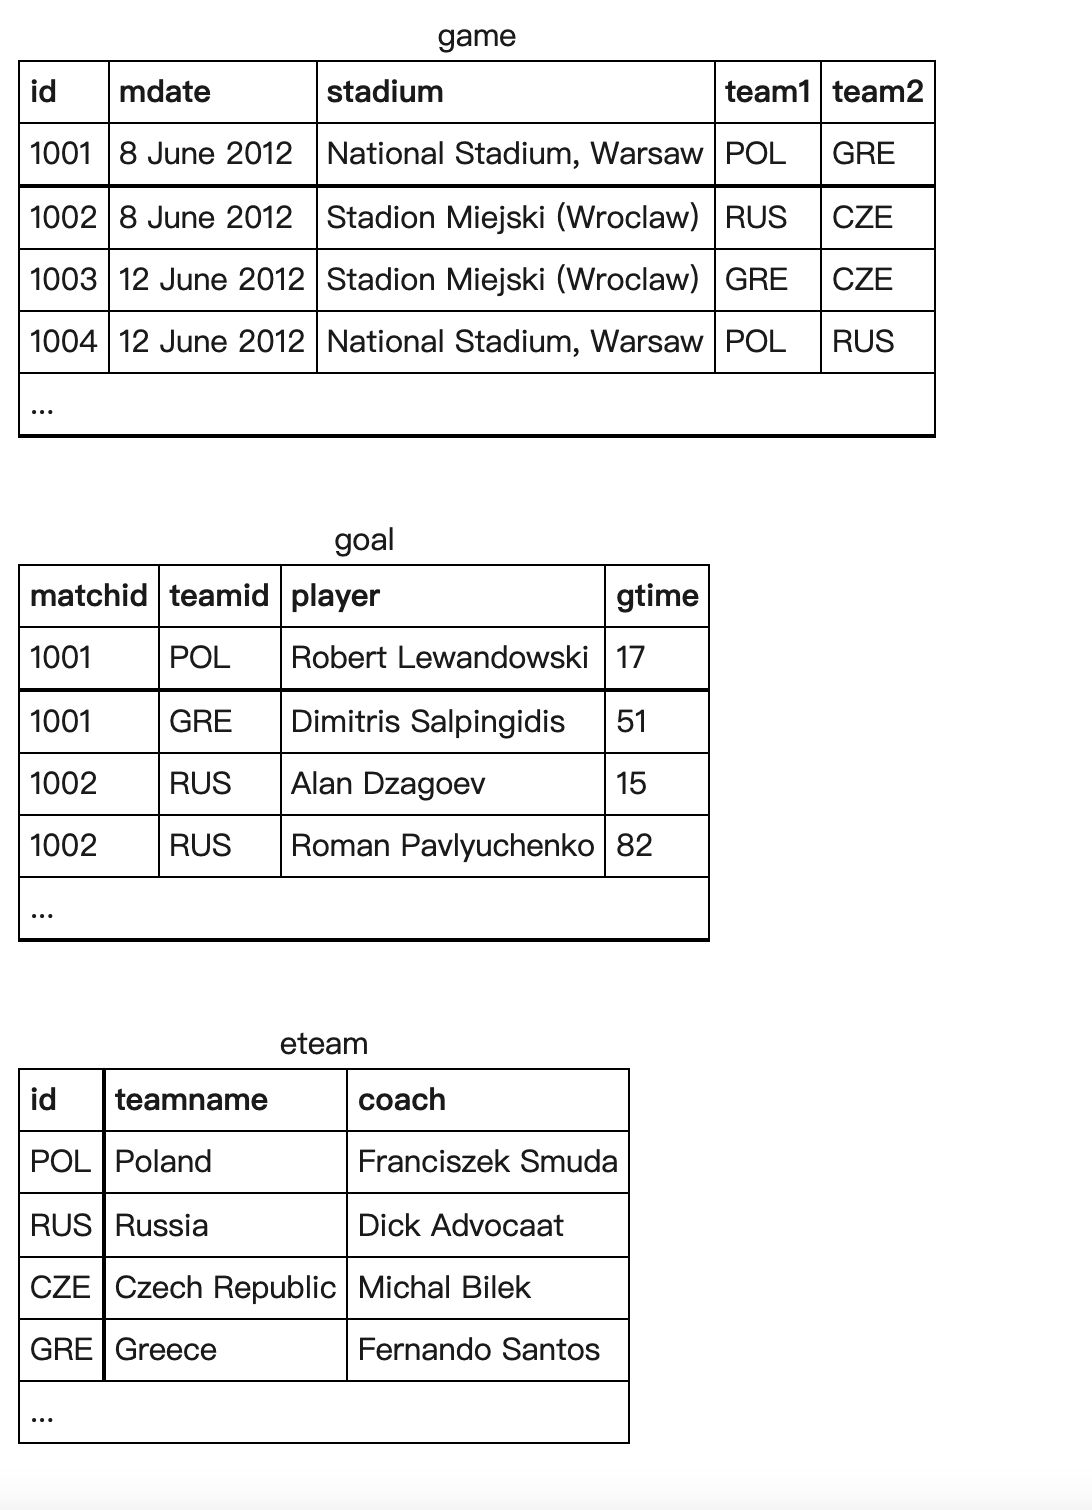 game
id mdate stadium team1 team2
1001 8 June 2012 National Stadium, Warsaw POL GRE
1002 8 June 2012 Stadion Miejski (Wroclaw) RUS CZE
1003 12 June 2012 Stadion Miejski (Wroclaw) GRE CZE
1004 12 June 2012 National Stadium, Warsaw POL RUS
...
goal
matchid teamid player gtime
1001 POL Robert Lewandowski 17
1001 GRE Dimitris Salpingidis 51
1002 RUS Alan Dzagoev 15
1002 RUS Roman Pavlyuchenko 82
...
eteam
id teamname coach
POL Poland Franciszek Smuda
RUS Russia Dick Advocaat
CZE Czech Republic Michal Bilek
GRE Greece Fernando Santos
...